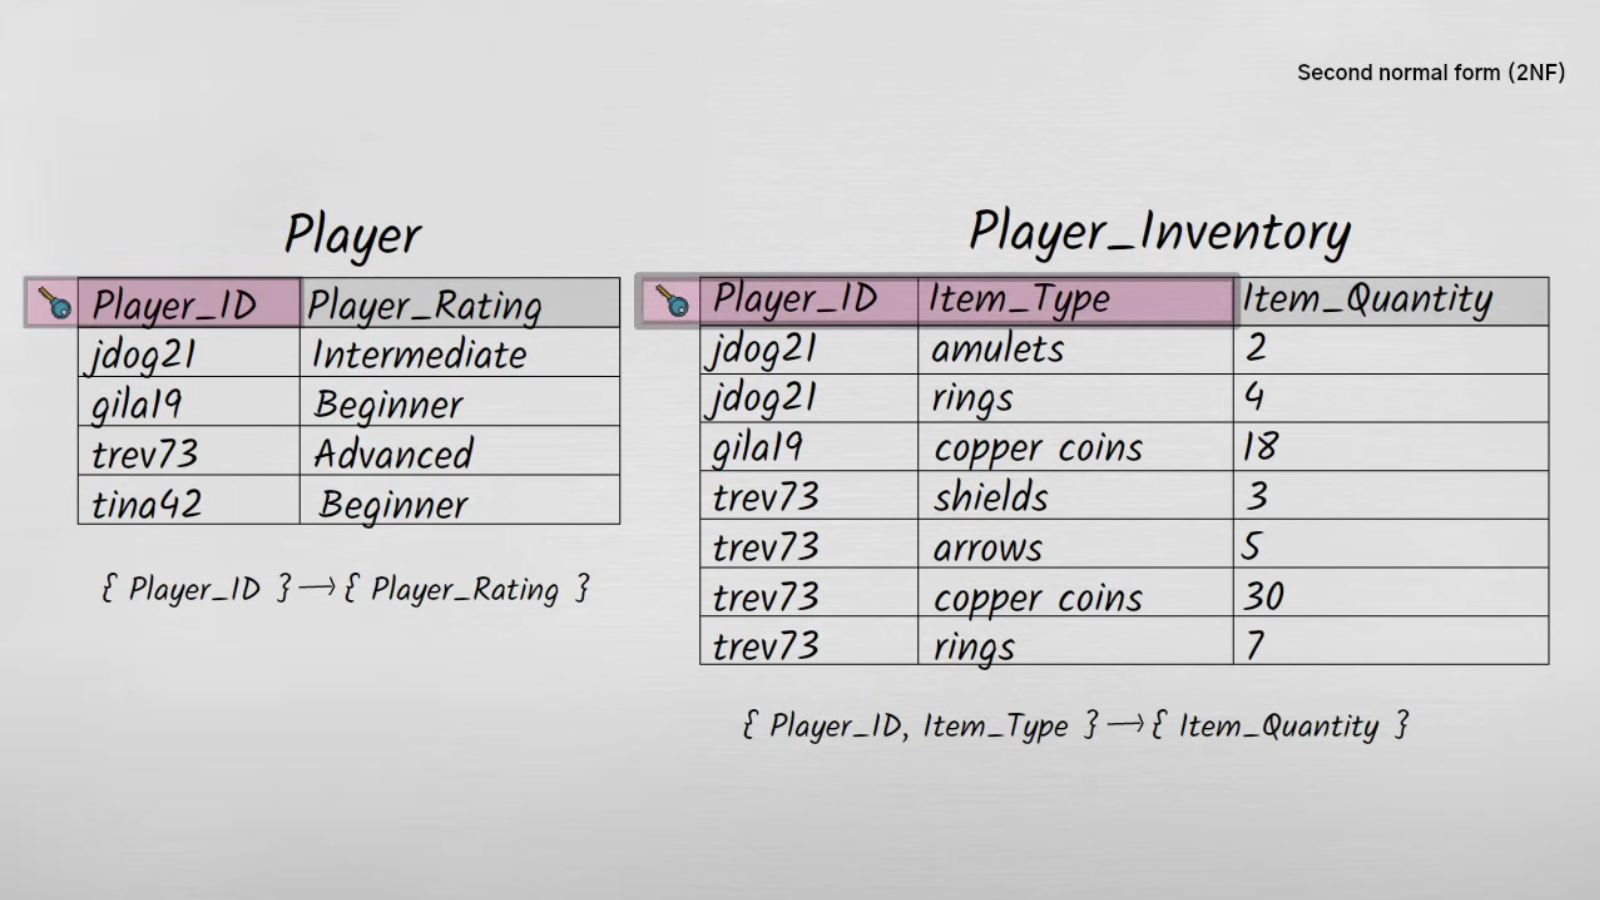 Second normal form (2NF)
Player
Player_ID Player_Rating
jdog21 Intermediate
gila19 Beginner
trev73 Advanced
tina42 Beginner
{ Player_ID } → { Player_Rating }
Player_Inventory
Player_ID Item_Type Item_Quantity
jdog21 amulets 2
jdog21 rings 4
gila19 copper coins 18
trev73 shields 3
trev73 arrows 5
trev73 copper coins 30
trev73 rings 7
{ Player_ID, Item_Type } → { Item_Quantity }